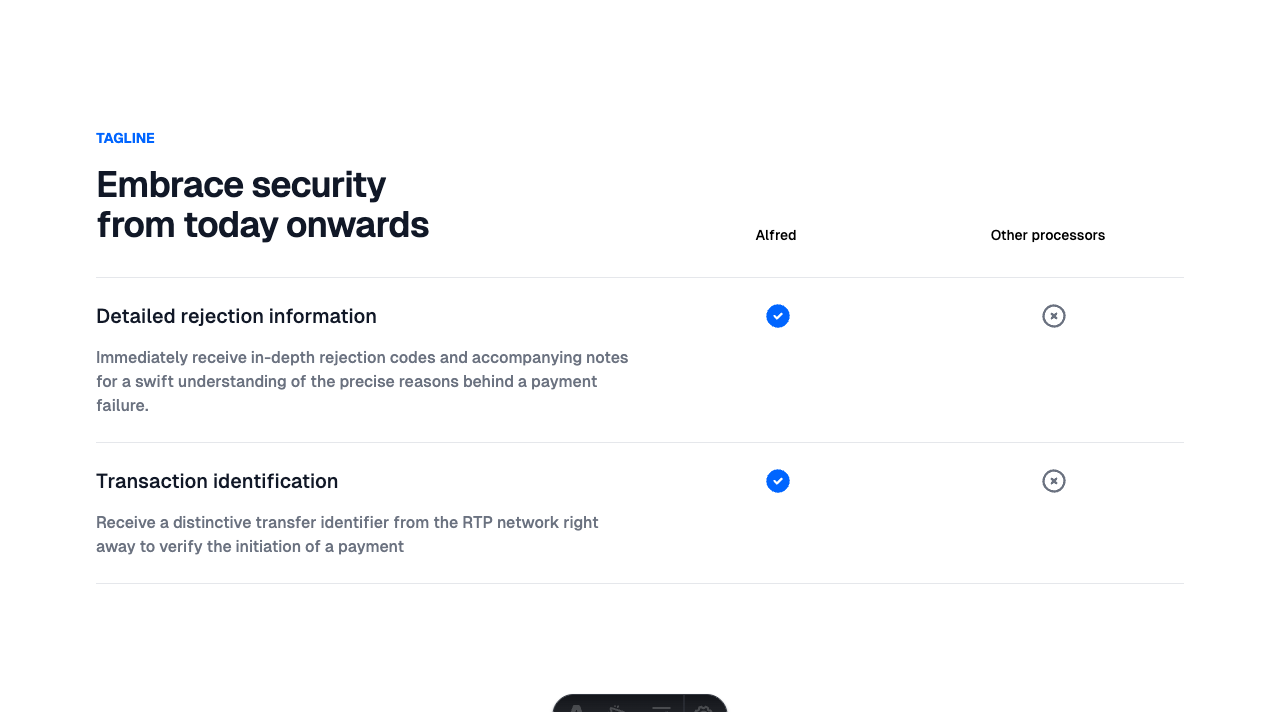 TAGLINE
Embrace security
from today onwards
Alfred
Other processors
Detailed rejection information
Immediately receive in-depth rejection codes and accompanying notes
for a swift understanding of the precise reasons behind a payment
failure.
Transaction identification
Receive a distinctive transfer identifier from the RTP network right
away to verify the initiation of a payment